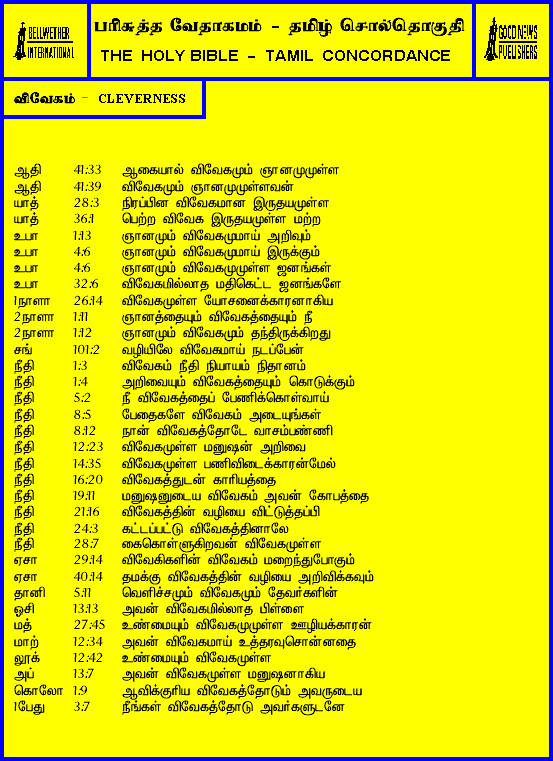 BELLWETHER
INTERNATIONAL
பரிசுத்த வேதாகமம் - தமிழ் சொல்தொகுதி
THE HOLY BIBLE - TAMIL CONCORDANCE
GOOD NEWS
PUBLISHERS
விவேகம் - CLEVERNESS
ஆதி 41:33 ஆகையால் விவேகமும் ஞானமுமுள்ள
ஆதி 41:39 விவேகமும் ஞானமுமுள்ளவன்
யாத் 28:3 நிரப்பின விவேகமான இருதயமுள்ள
யாத் 36:1 பெற்ற விவேக இருதயமுள்ள மற்ற
உபா 1:13 ஞானமும் விவேகமுமாய் அறிவும்
உபா 4:6 ஞானமும் விவேகமுமாய் இருக்கும்
உபா 4:6 ஞானமும் விவேகமுமுள்ள ஜனங்கள்
உபா 32:6 விவேகமில்லாத மதிகெட்ட ஜனங்களே
1நாளா 26:14 விவேகமுள்ள யோசனைக்காரனாகிய
2நாளா 1:11 ஞானத்தையும் விவேகத்தையும் நீ
2நாளா 1:12 ஞானமும் விவேகமும் தந்திருக்கிறது
சங் 101:2 வழியிலே விவேகமாய் நடப்பேன்
நீதி 1:3 விவேகம் நீதி நியாயம் நிதானம்
நீதி 1:4 அறிவையும் விவேகத்தையும் கொடுக்கும்
நீதி 5:2 நீ விவேகத்தைப் பேணிக்கொள்வாய்
நீதி 8:5 பேதைகளே விவேகம் அடையுங்கள்
நீதி 8:12 நான் விவேகத்தோடே வாசம்பண்ணி
நீதி 12:23 விவேகமுள்ள மனுஷன் அறிவை
நீதி 14:35 விவேகமுள்ள பணிவிடைக்காரன்மேல்
நீதி 16:20 விவேகத்துடன் காரியத்தை
நீதி 19:11 மனுஷனுடைய விவேகம் அவன் கோபத்தை
நீதி 21:16 விவேகத்தின் வழியை விட்டுத்தப்பி
நீதி 24:3 கட்டப்பட்டு விவேகத்தினாலே
நீதி 28:7 கைகொள்ளுகிறவன் விவேகமுள்ள
ஏசா 29:14 விவேகிகளின் விவேகம் மறைந்துபோகும்
ஏசா 40:14 தமக்கு விவேகத்தின் வழியை அறிவிக்கவும்
தானி 5:11 வெளிச்சமும் விவேகமும் தேவர்களின்
ஓசி 13:13 அவன் விவேகமில்லாத பிள்ளை
மத் 27:45 உண்மையும் விவேகமுமுள்ள ஊழியக்காரன்
மாற் 12:34 அவன் விவேகமாய் உத்தரவுசொன்னதை
லூக் 12:42 உண்மையும் விவேகமுள்ள
அப் 13:7 அவன் விவேகமுள்ள மனுஷனாகிய
கொலோ 1:9 ஆவிக்குரிய விவேகத்தோடும் அவருடைய
1பேது 3:7 நீங்கள் விவேகத்தோடு அவர்களுடனே